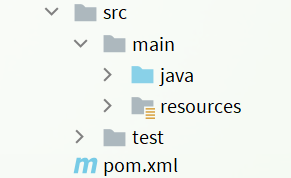 src
main
java
resources
test
pom.xml